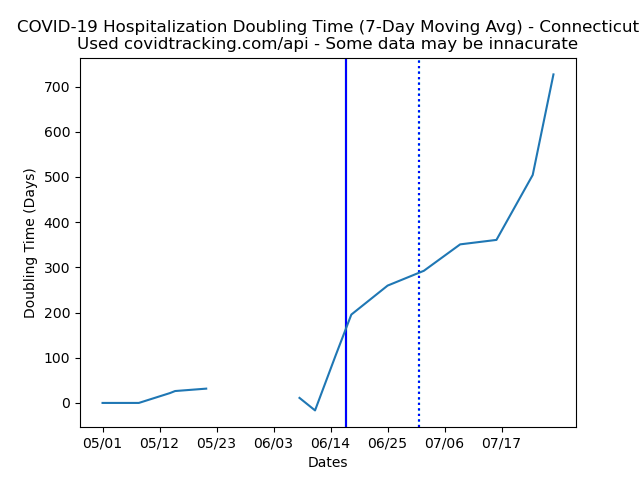 COVID-19 Hospitalization Doubling Time (7-Day Moving Avg) - Connecticut
Used covidtracking.com/api - Some data may be innacurate
700
600
500
400
300
200
100
0
Doubling Time (Days)
05/01 05/12 05/23 06/03 06/14 06/25 07/06 07/17
Dates